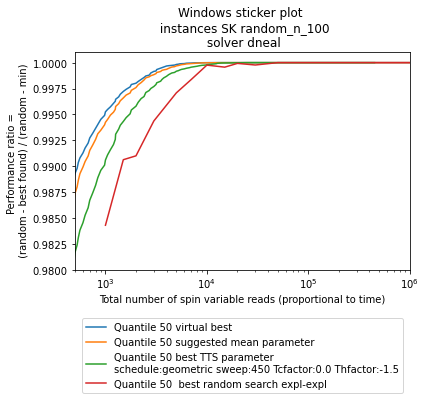 Windows sticker plot
instances SK random_n_100
solver dneal
Performance ratio =
(random - best found) / (random - min)
1.0000
0.9975
0.9950
0.9925
0.9900
0.9875
0.9850
0.9825
0.9800
10³
10⁴
10⁵
10⁶
Total number of spin variable reads (proportional to time)
Quantile 50 virtual best
Quantile 50 suggested mean parameter
Quantile 50 best TTS parameter
schedule:geometric sweep:450 Tcfactor:0.0 Thfactor:-1.5
Quantile 50  best random search expl-expl